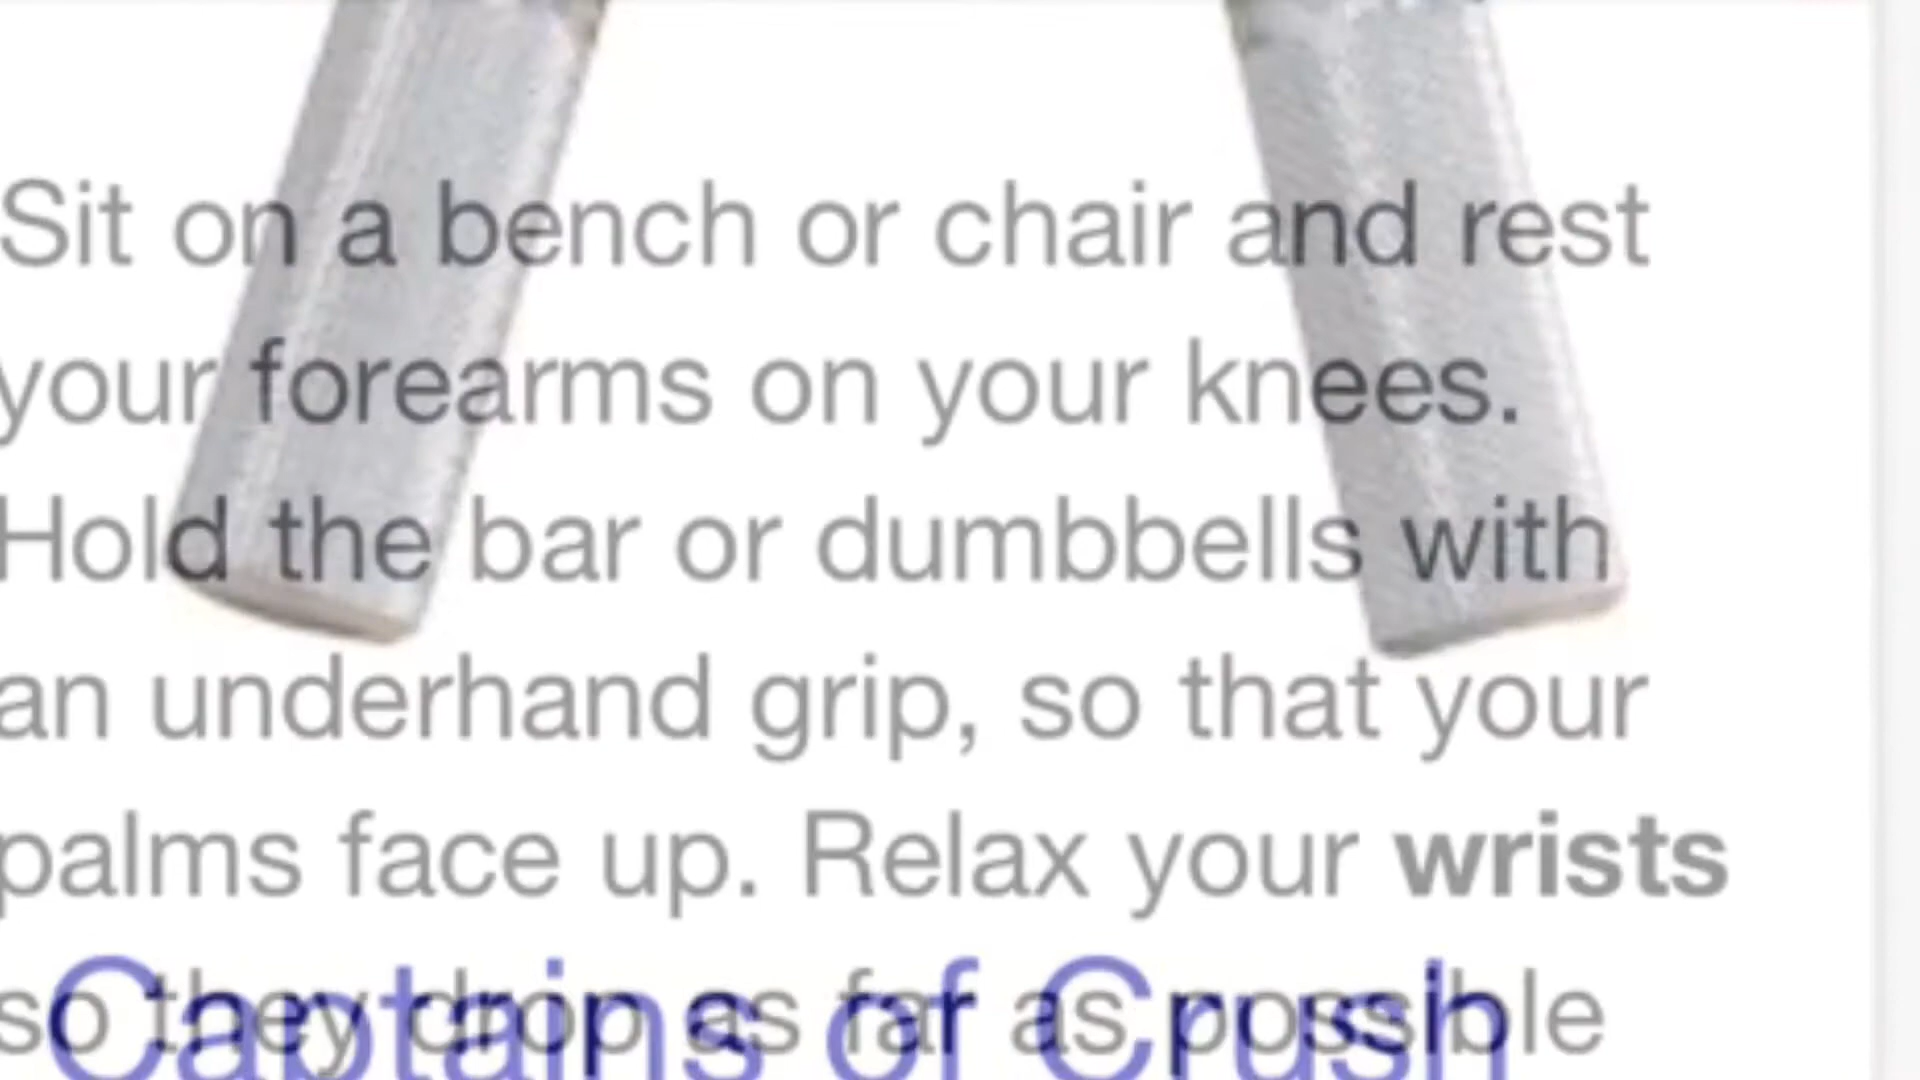 Sit on a bench or chair and rest
your forearms on your knees.
Hold the bar or dumbbells with
an underhand grip, so that your
palms face up. Relax your wrists
so they drop as far as possible
Captains of Crush